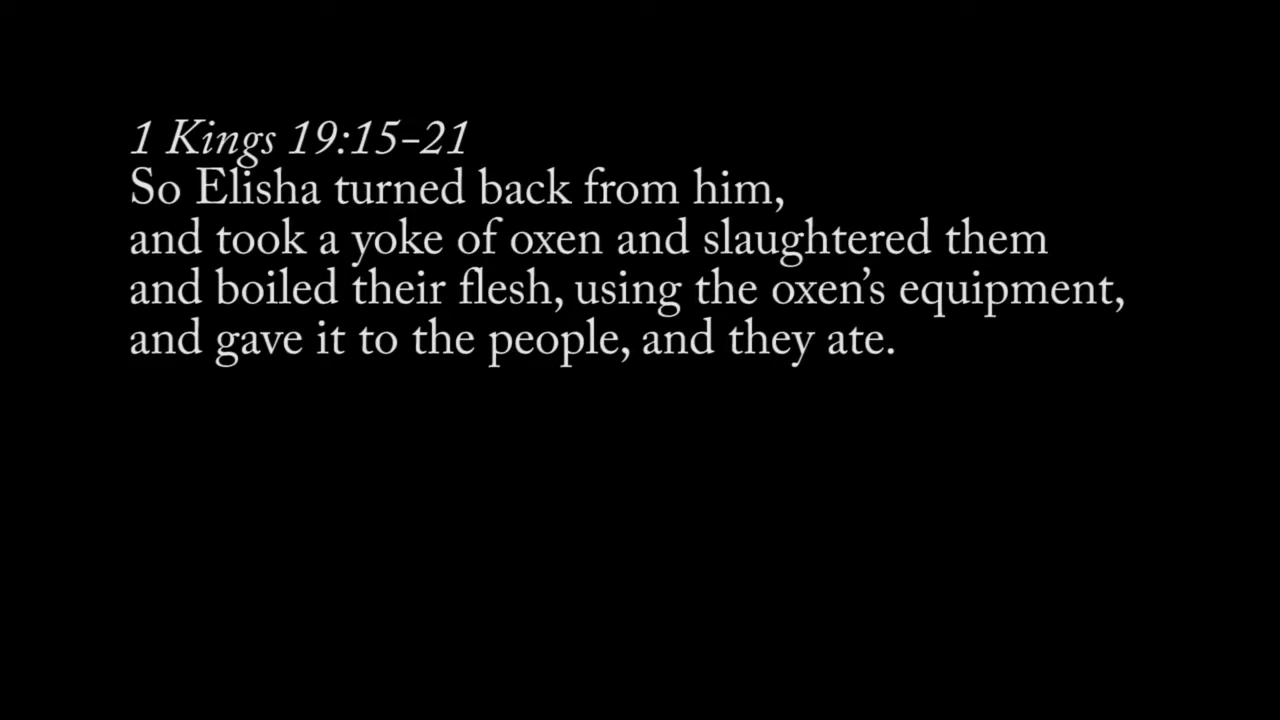 1 Kings 19:15–21
So Elisha turned back from him,
and took a yoke of oxen and slaughtered them
and boiled their flesh, using the oxen’s equipment,
and gave it to the people, and they ate.